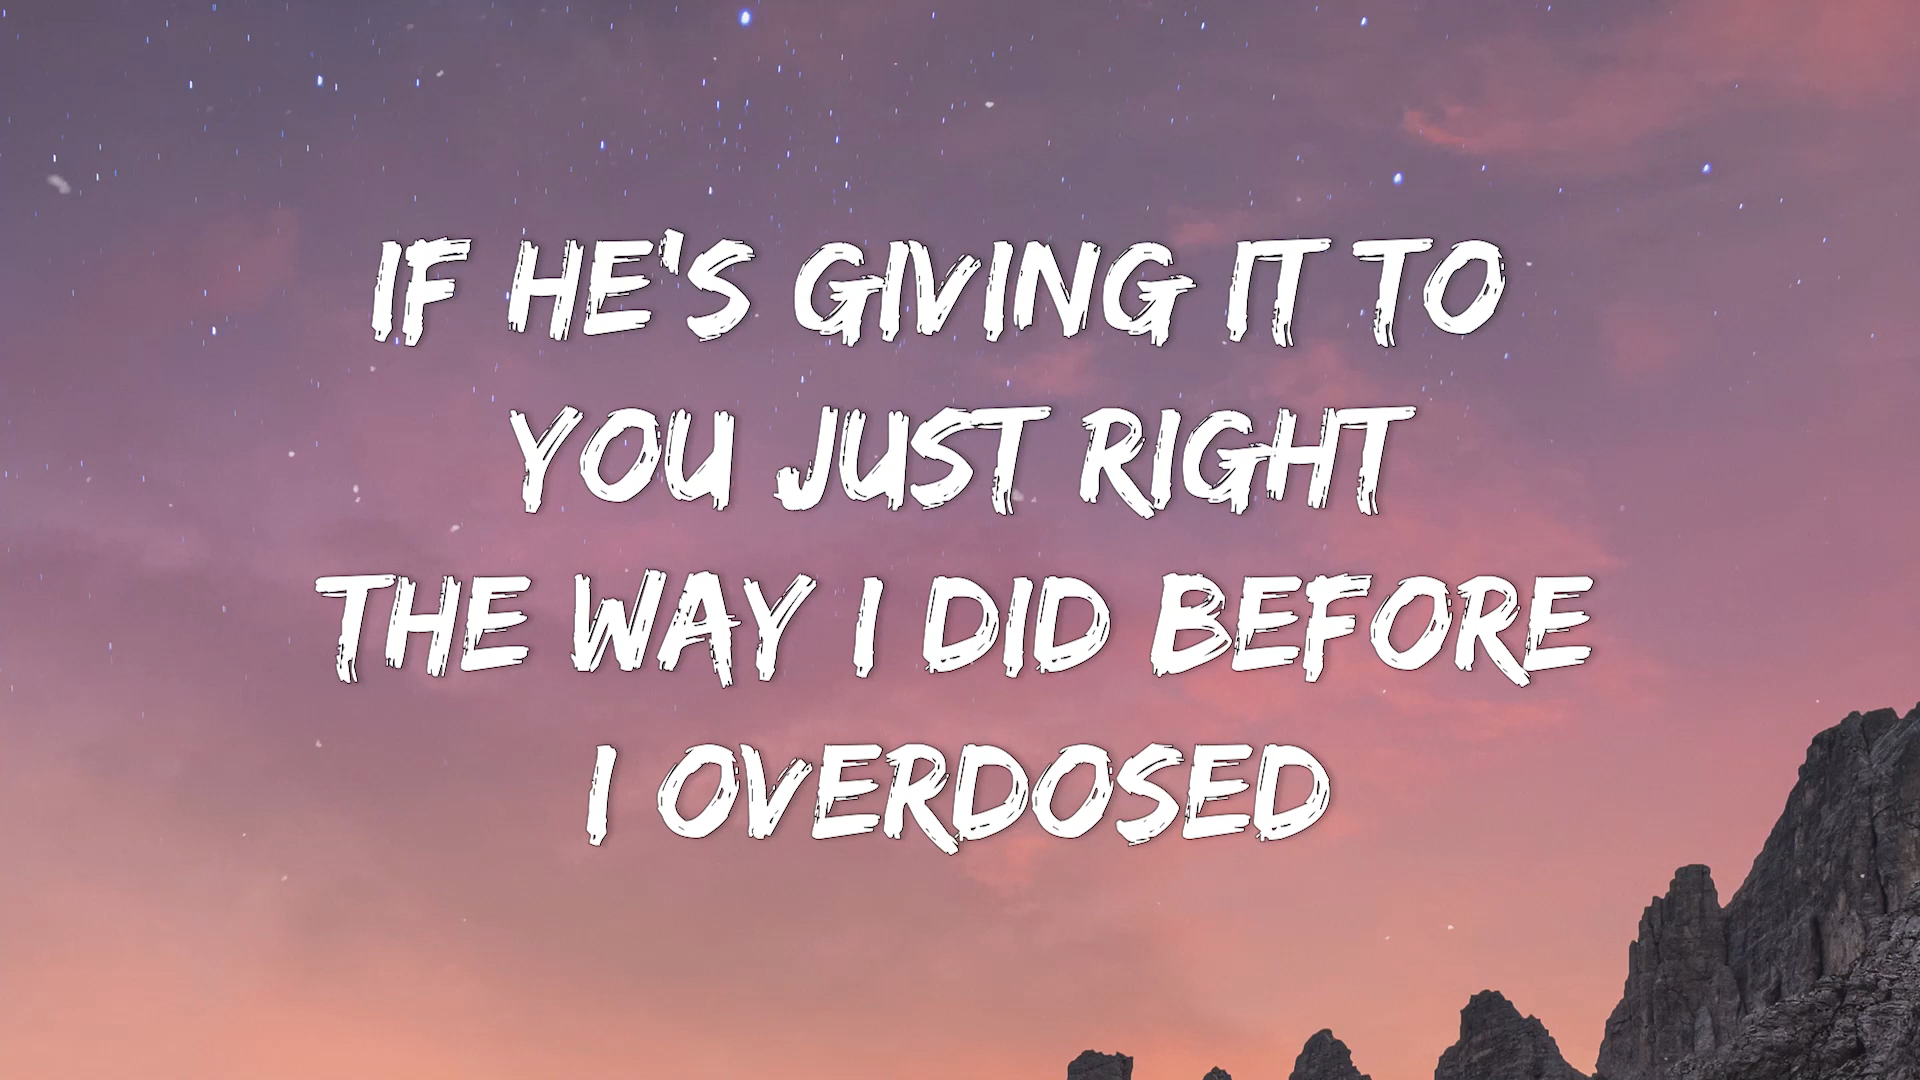 IF HE'S GIVING IT TO
YOU JUST RIGHT
THE WAY I DID BEFORE
I OVERDOSED